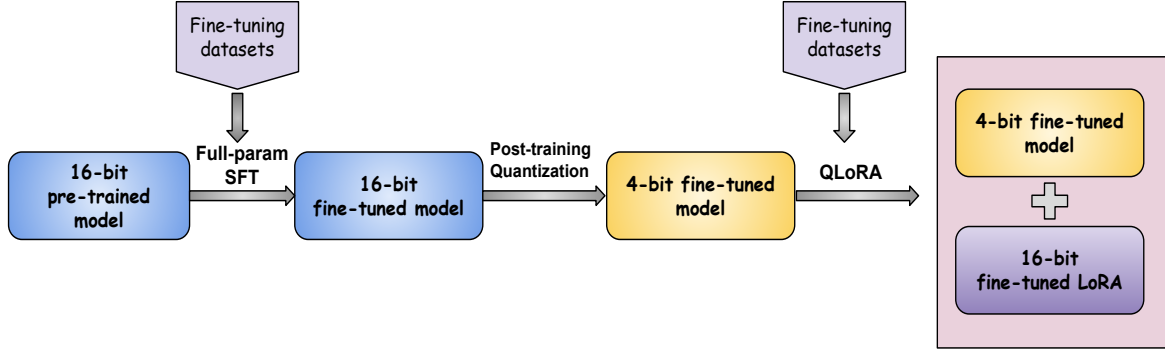 Fine-tuning
datasets
Fine-tuning
datasets
16-bit
pre-trained
model
Full-param
SFT
16-bit
fine-tuned model
Post-training
Quantization
4-bit fine-tuned
model
QLoRA
4-bit fine-tuned
model
16-bit
fine-tuned LoRA